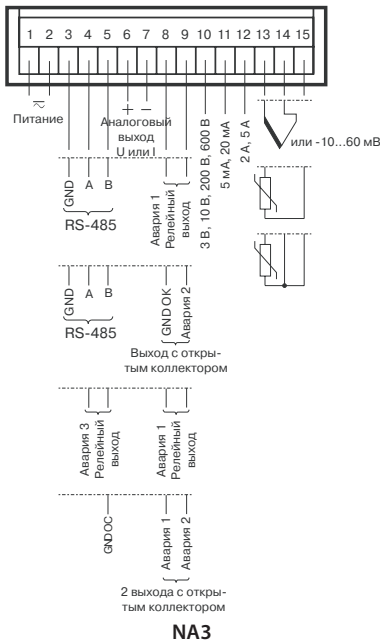 1 2 3 4 5 6 7 8 9 10 11 12 13 14 15
Питание
+ −
Аналоговый
выход
U или I
3 В, 10 В, 200 В, 600 В
5 мА, 20 мА
2 А, 5 А
или -10...60 мВ
GND
A
B
RS-485
Авария 1
Релейный
выход
GND
A
B
RS-485
GND OK
Авария 2
Выход с откры-
тым коллектором
Авария 3
Релейный
выход
Авария 1
Релейный
выход
GND OC
Авария 1
Авария 2
2 выхода с откры-
тым коллектором
NA3